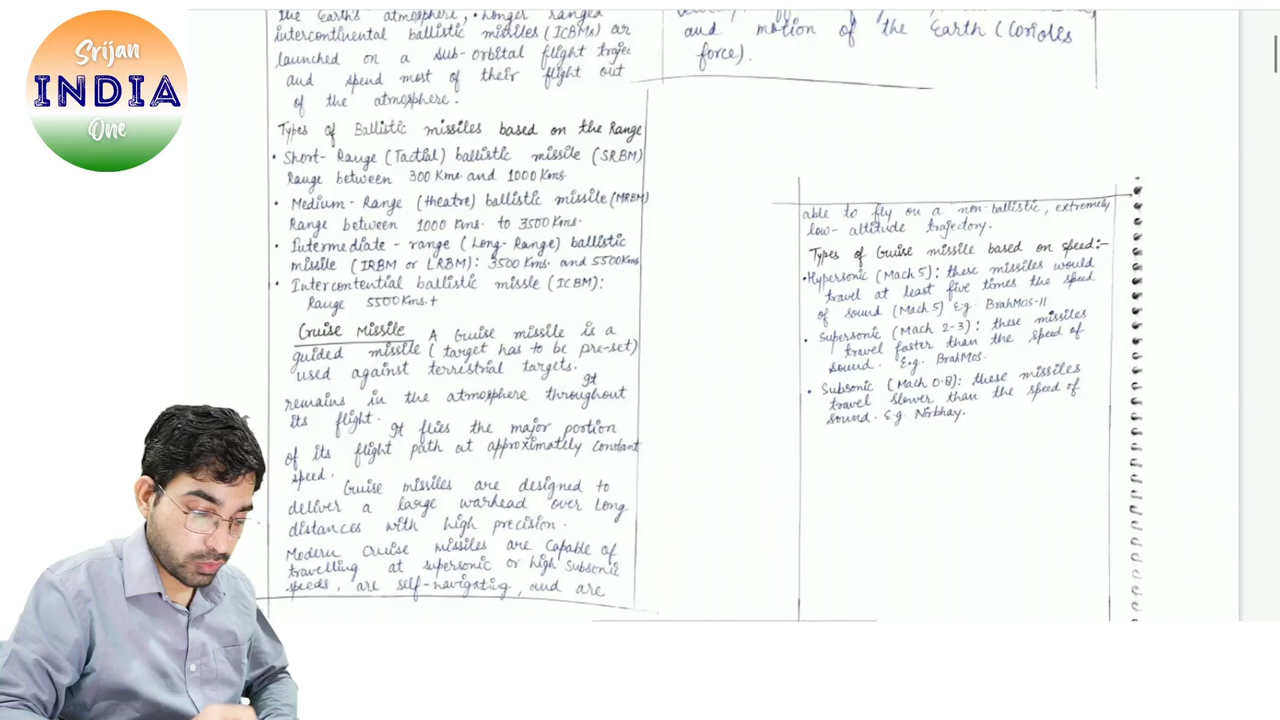 Srijan
INDIA
One
the Earth's atmosphere, Longer ranged
intercontinental ballistic missiles (ICBMs) ar
launched on a sub-orbital flight trajec
and spend most of their flight out
of the atmosphere.
Types of Ballistic missiles based on the Range
• Short-Range (Tactial) ballistic missile (SRBM)
Range between 300 Kms and 1000 Kms.
• Medium-Range (theatre) ballistic missile (MRBM)
Range between 1000 Kms. to 3500 Kms.
• Intermediate-range (Long-Range) ballistic
missile (IRBM or LRBM): 3500 Kms. and 5500 Kms
• Intercontential ballistic missle (ICBM):
Range 5500 Kms.+
Cruise Missile A Cruise missile is a
guided missile (target has to be pre-set)
used against terrestrial targets.
It
remains in the atmosphere throughout
its flight.
It flies the major portion
of its flight path at approximately constant
speed.
Cruise missiles are designed to
deliver a large warhead over long
distances with high precision.
Modern Cruise missiles are capable of
travelling at supersonic or high subsonic
speeds, are self-navigating, and are
and motion of the Earth (Corioles
force).
able to fly on a non-ballistic, extremely
low-altitude trajectory.
Types of Cruise missile based on speed:-
• Hypersonic (Mach 5): these missiles would
travel at least five times the speed
of sound (Mach 5) E.g. BrahMos-II
• Supersonic (Mach 2-3): these missiles
travel faster than the speed of
sound. E.g. BrahMos.
• Subsonic (Mach 0.8): these missiles
travel slower than the speed of
sound. E.g. Nirbhay.